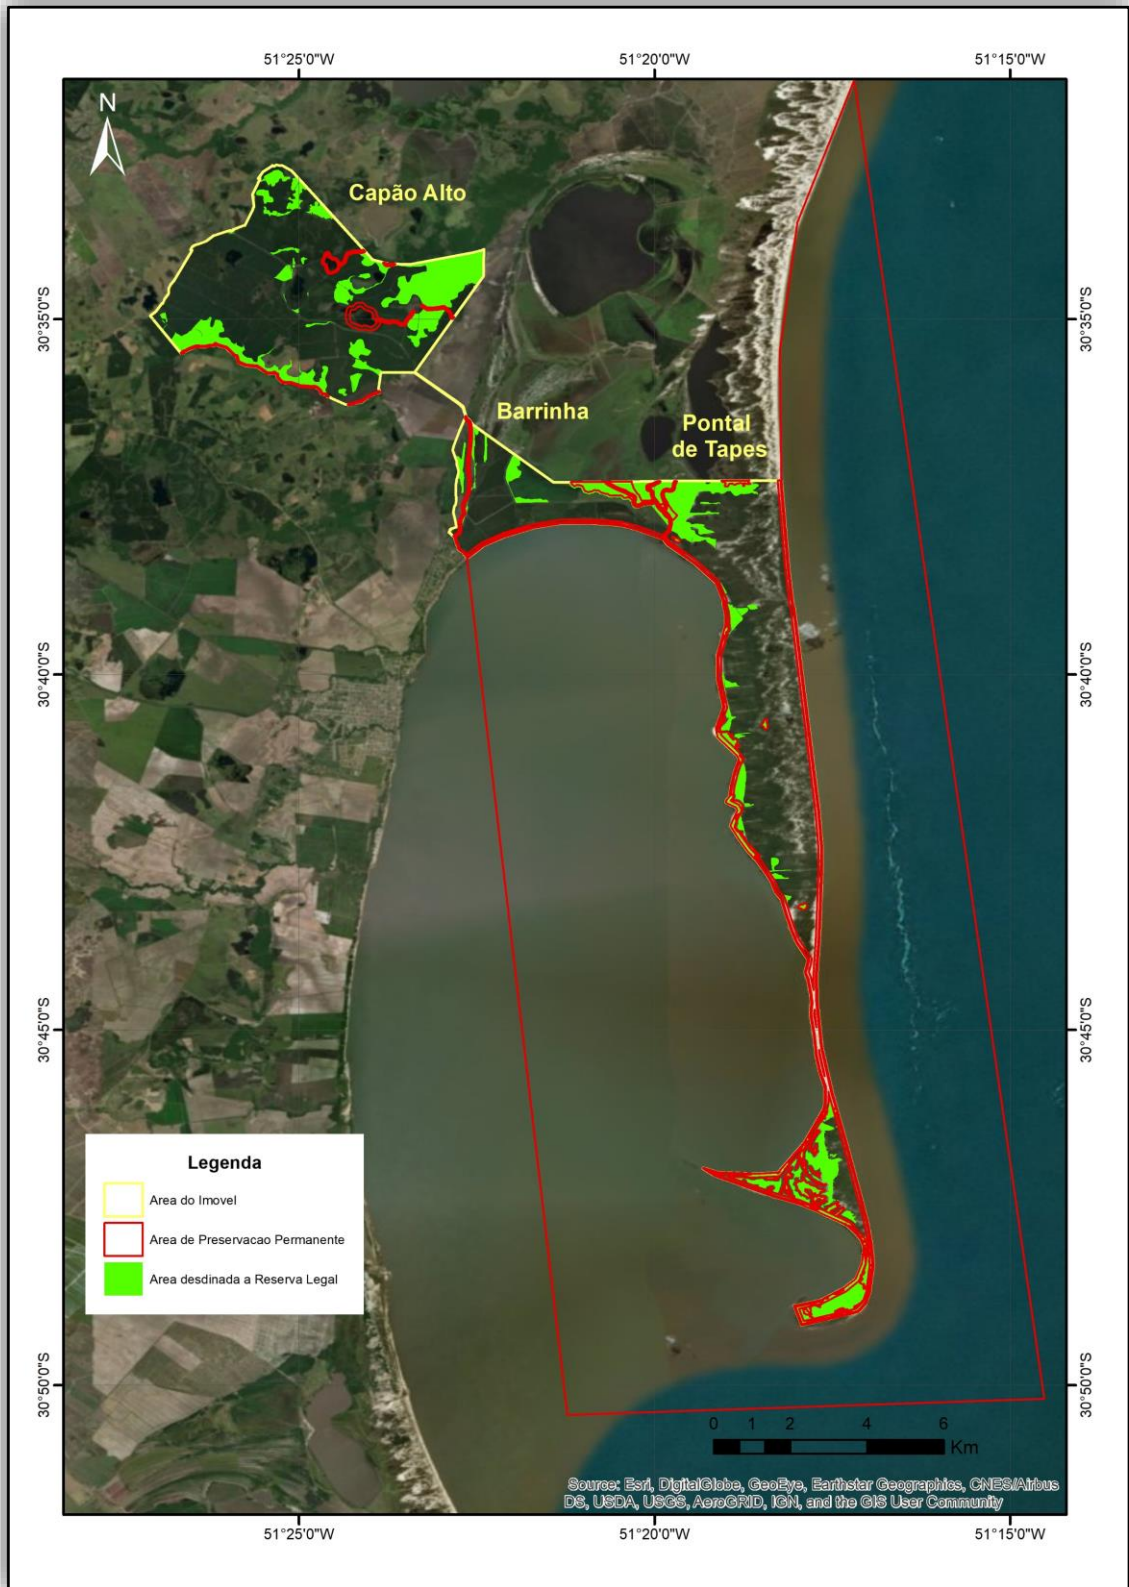 51°25'0"W
51°20'0"W
51°15'0"W
N
Capão Alto
30°35'0"S
30°35'0"S
Barrinha
Pontal
de Tapes
30°40'0"S
30°40'0"S
30°45'0"S
30°45'0"S
Legenda
Area do Imovel
Area de Preservacao Permanente
Area desdinada a Reserva Legal
30°50'0"S
30°50'0"S
0 1 2 4 6
Km
Source: Esri, DigitalGlobe, GeoEye, Earthstar Geographics, CNES/Airbus
DS, USDA, USGS, AeroGRID, IGN, and the GIS User Community
51°25'0"W
51°20'0"W
51°15'0"W